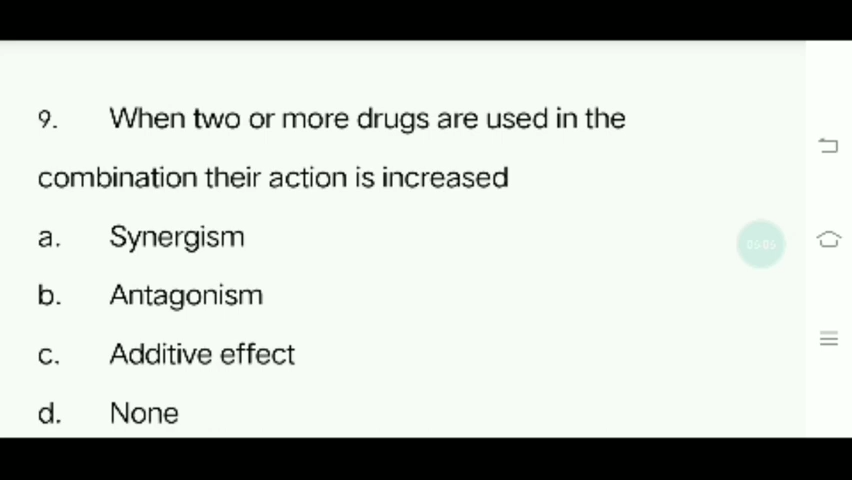 9. When two or more drugs are used in the
combination their action is increased
a. Synergism
b. Antagonism
c. Additive effect
d. None